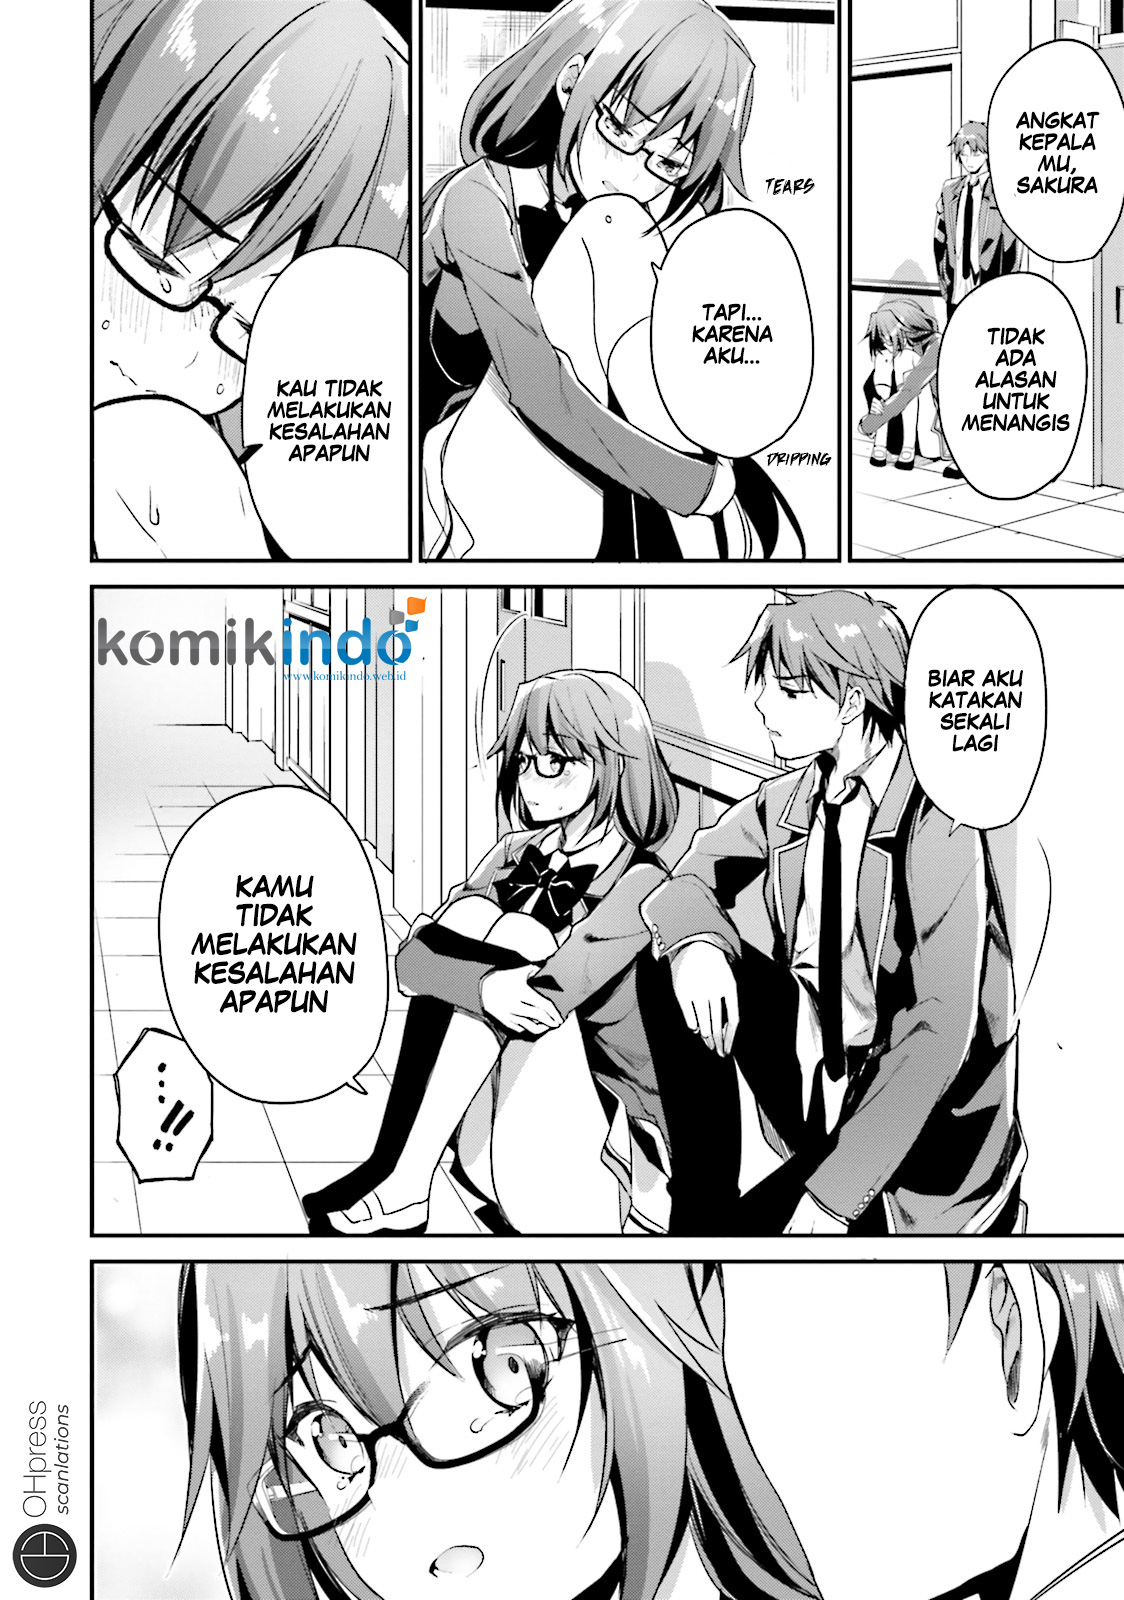 ANGKAT
KEPALA
MU,
SAKURA
TIDAK
ADA
ALASAN
UNTUK
MENANGIS
TEARS
TAPI...
KARENA
AKU...
DRIPPING
KAU TIDAK
MELAKUKAN
KESALAHAN
APAPUN
komikindo
www.komikindo.web.id
BIAR AKU
KATAKAN
SEKALI
LAGI
KAMU
TIDAK
MELAKUKAN
KESALAHAN
APAPUN
...!!
OHpress
scanlations